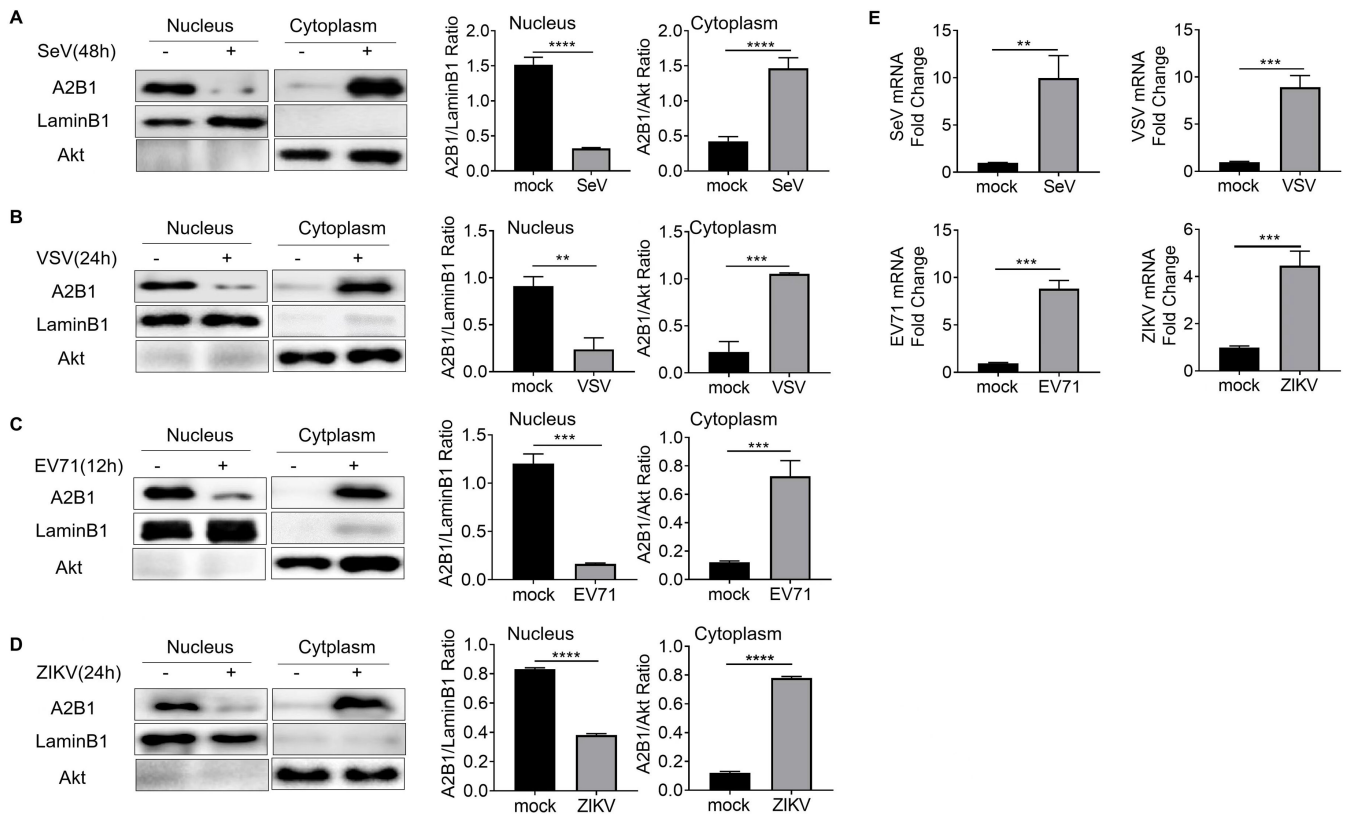 A
Nucleus Cytoplasm
SeV(48h) - + - +
A2B1
LaminB1
Akt
A2B1/LaminB1 Ratio
2.0
1.5
1.0
0.5
0.0
Nucleus
****
mock SeV
A2B1/Akt Ratio
2.0
1.5
1.0
0.5
0.0
Cytoplasm
****
mock SeV
B
Nucleus Cytoplasm
VSV(24h) - + - +
A2B1
LaminB1
Akt
A2B1/LaminB1 Ratio
1.5
1.0
0.5
0.0
Nucleus
**
mock VSV
A2B1/Akt Ratio
1.5
1.0
0.5
0.0
Cytoplasm
***
mock VSV
C
Nucleus Cytplasm
EV71(12h) - + - +
A2B1
LaminB1
Akt
A2B1/LaminB1 Ratio
1.5
1.0
0.5
0.0
Nucleus
***
mock EV71
A2B1/Akt Ratio
1.0
0.8
0.6
0.4
0.2
0.0
Cytoplasm
***
mock EV71
D
Nucleus Cytplasm
ZIKV(24h) - + - +
A2B1
LaminB1
Akt
A2B1/LaminB1 Ratio
1.0
0.8
0.6
0.4
0.2
0.0
Nucleus
****
mock ZIKV
A2B1/Akt Ratio
1.0
0.8
0.6
0.4
0.2
0.0
Cytoplasm
****
mock ZIKV
E
SeV mRNA
Fold Change
15
10
5
0
**
mock SeV
VSV mRNA
Fold Change
15
10
5
0
***
mock VSV
EV71 mRNA
Fold Change
15
10
5
0
***
mock EV71
ZIKV mRNA
Fold Change
6
4
2
0
***
mock ZIKV